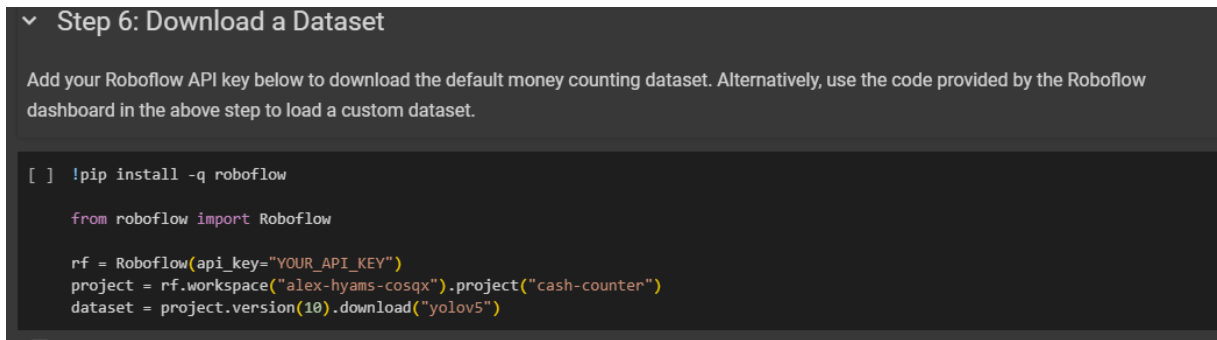 Step 6: Download a Dataset
Add your Roboflow API key below to download the default money counting dataset. Alternatively, use the code provided by the Roboflow
dashboard in the above step to load a custom dataset.
[ ] !pip install -q roboflow
from roboflow import Roboflow
rf = Roboflow(api_key="YOUR_API_KEY")
project = rf.workspace("alex-hyams-cosqx").project("cash-counter")
dataset = project.version(10).download("yolov5")